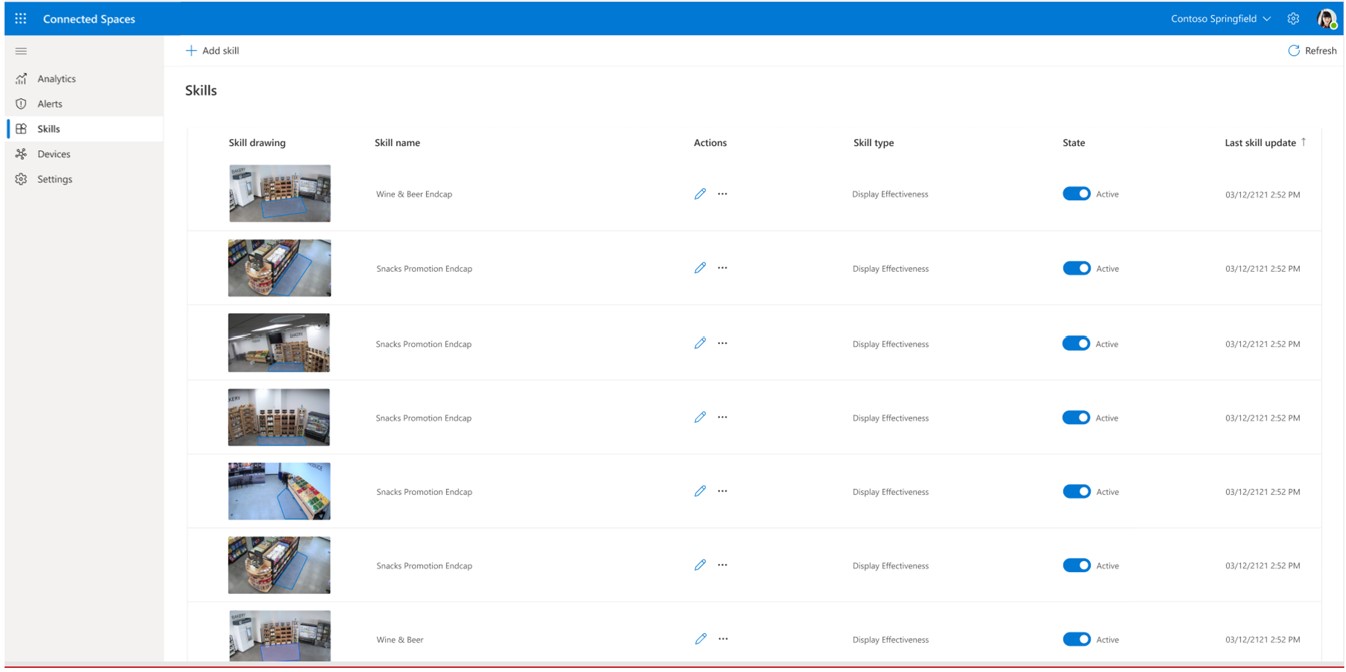 Connected Spaces
Contoso Springfield
Add skill
Refresh
Analytics
Alerts
Skills
Devices
Settings
Skills
Skill drawing Skill name Actions Skill type State Last skill update ↑
Wine & Beer Endcap Display Effectiveness Active 03/12/2121 2:52 PM
Snacks Promotion Endcap Display Effectiveness Active 03/12/2121 2:52 PM
Snacks Promotion Endcap Display Effectiveness Active 03/12/2121 2:52 PM
Snacks Promotion Endcap Display Effectiveness Active 03/12/2121 2:52 PM
Snacks Promotion Endcap Display Effectiveness Active 03/12/2121 2:52 PM
Snacks Promotion Endcap Display Effectiveness Active 03/12/2121 2:52 PM
Wine & Beer Display Effectiveness Active 03/12/2121 2:52 PM